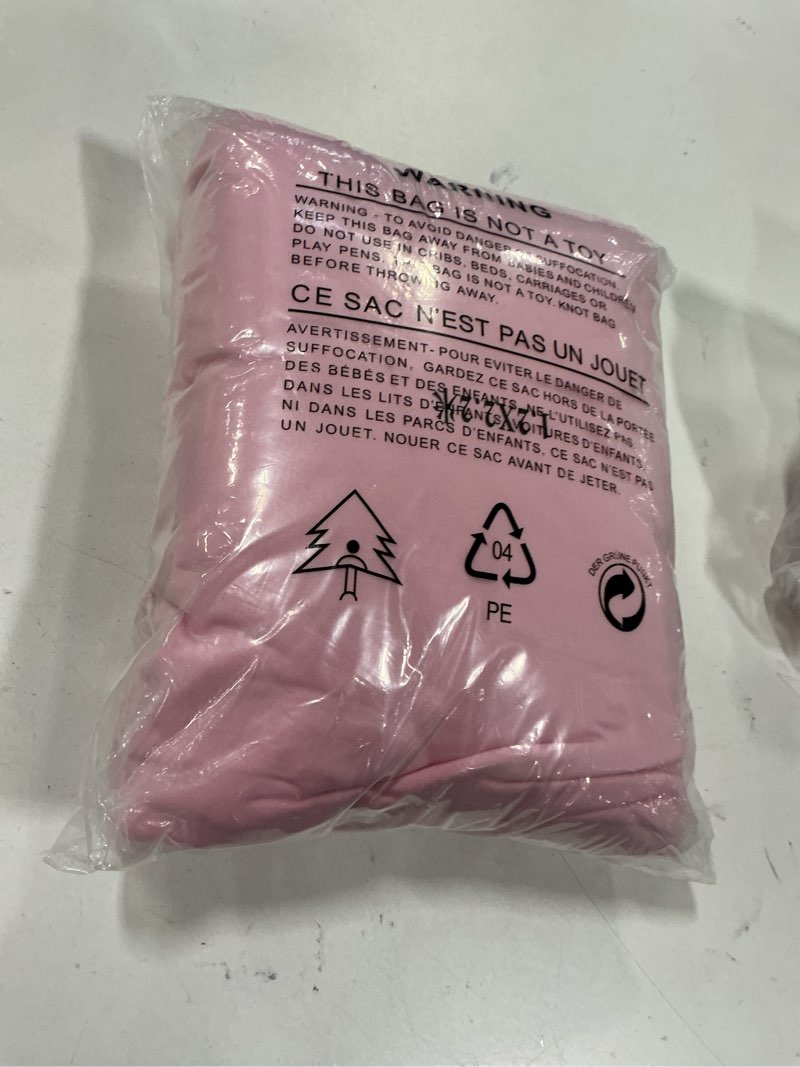 WARNING
THIS BAG IS NOT A TOY
WARNING - TO AVOID DANGER OF SUFFOCATION,
KEEP THIS BAG AWAY FROM BABIES AND CHILDREN
DO NOT USE IN CRIBS, BEDS, CARRIAGES OR
PLAY PENS. THIS BAG IS NOT A TOY. KNOT BAG
BEFORE THROWING AWAY.
CE SAC N'EST PAS UN JOUET
AVERTISSEMENT- POUR EVITER LE DANGER DE
SUFFOCATION, GARDEZ CE SAC HORS DE LA PORTÉE
DES BÉBÉS ET DES ENFANTS, NE L'UTILISEZ PAS
DANS LES LITS D'ENFANTS, VOITURES D'ENFANTS,
NI DANS LES PARCS D'ENFANTS, CE SAC N'EST PAS
UN JOUET. NOUER CE SAC AVANT DE JETER.
04
PE
DER GRÜNE PUNKT